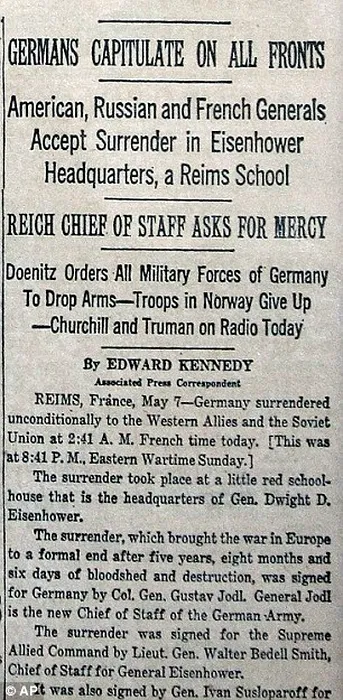 GERMANS CAPITULATE ON ALL FRONTS
American, Russian and French Generals
Accept Surrender in Eisenhower
Headquarters, a Reims School
REICH CHIEF OF STAFF ASKS FOR MERCY
Doenitz Orders All Military Forces of Germany
To Drop Arms—Troops in Norway Give Up
—Churchill and Truman on Radio Today
By EDWARD KENNEDY
Associated Press Correspondent
REIMS, France, May 7—Germany surrendered
unconditionally to the Western Allies and the Soviet
Union at 2:41 A. M. French time today. [This was
at 8:41 P. M., Eastern Wartime Sunday.]
The surrender took place at a little red school-
house that is the headquarters of Gen. Dwight D.
Eisenhower.
The surrender, which brought the war in Europe
to a formal end after five years, eight months and
six days of bloodshed and destruction, was signed
for Germany by Col. Gen. Gustav Jodl. General Jodl
is the new Chief of Staff of the German Army.
The surrender was signed for the Supreme
Allied Command by Lieut. Gen. Walter Bedell Smith,
Chief of Staff for General Eisenhower.
It was also signed by Gen. Ivan Susloparoff for
© AP